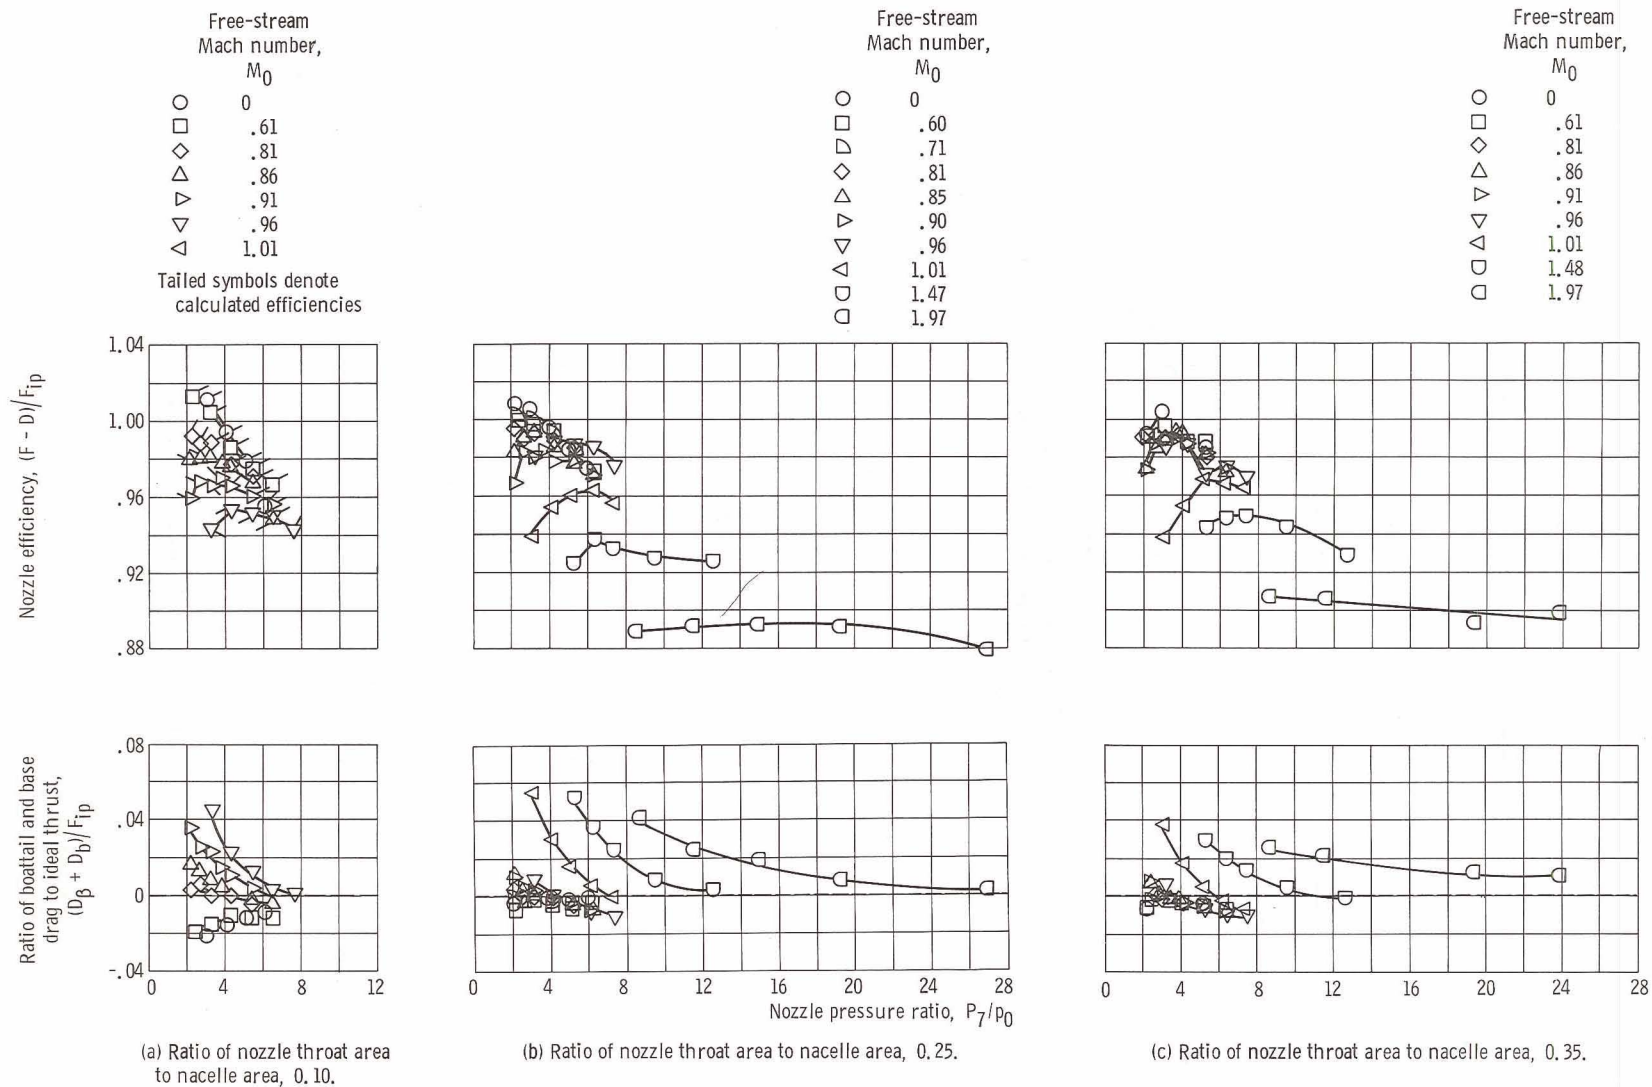 Free-stream
Mach number,
M0
0
.61
.81
.86
.91
.96
1.01
Tailed symbols denote
calculated efficiencies
Free-stream
Mach number,
M0
0
.60
.71
.81
.85
.90
.96
1.01
1.47
1.97
Free-stream
Mach number,
M0
0
.61
.81
.86
.91
.96
1.01
1.48
1.97
Nozzle efficiency, (F - D)/Fip
1.04
1.00
.96
.92
.88
Ratio of boattail and base
drag to ideal thrust,
(Dβ + Db)/Fip
.08
.04
0
-.04
0 4 8 12
0 4 8 12 16 20 24 28
0 4 8 12 16 20 24 28
Nozzle pressure ratio, P7/p0
(a) Ratio of nozzle throat area
to nacelle area, 0.10.
(b) Ratio of nozzle throat area to nacelle area, 0.25.
(c) Ratio of nozzle throat area to nacelle area, 0.35.